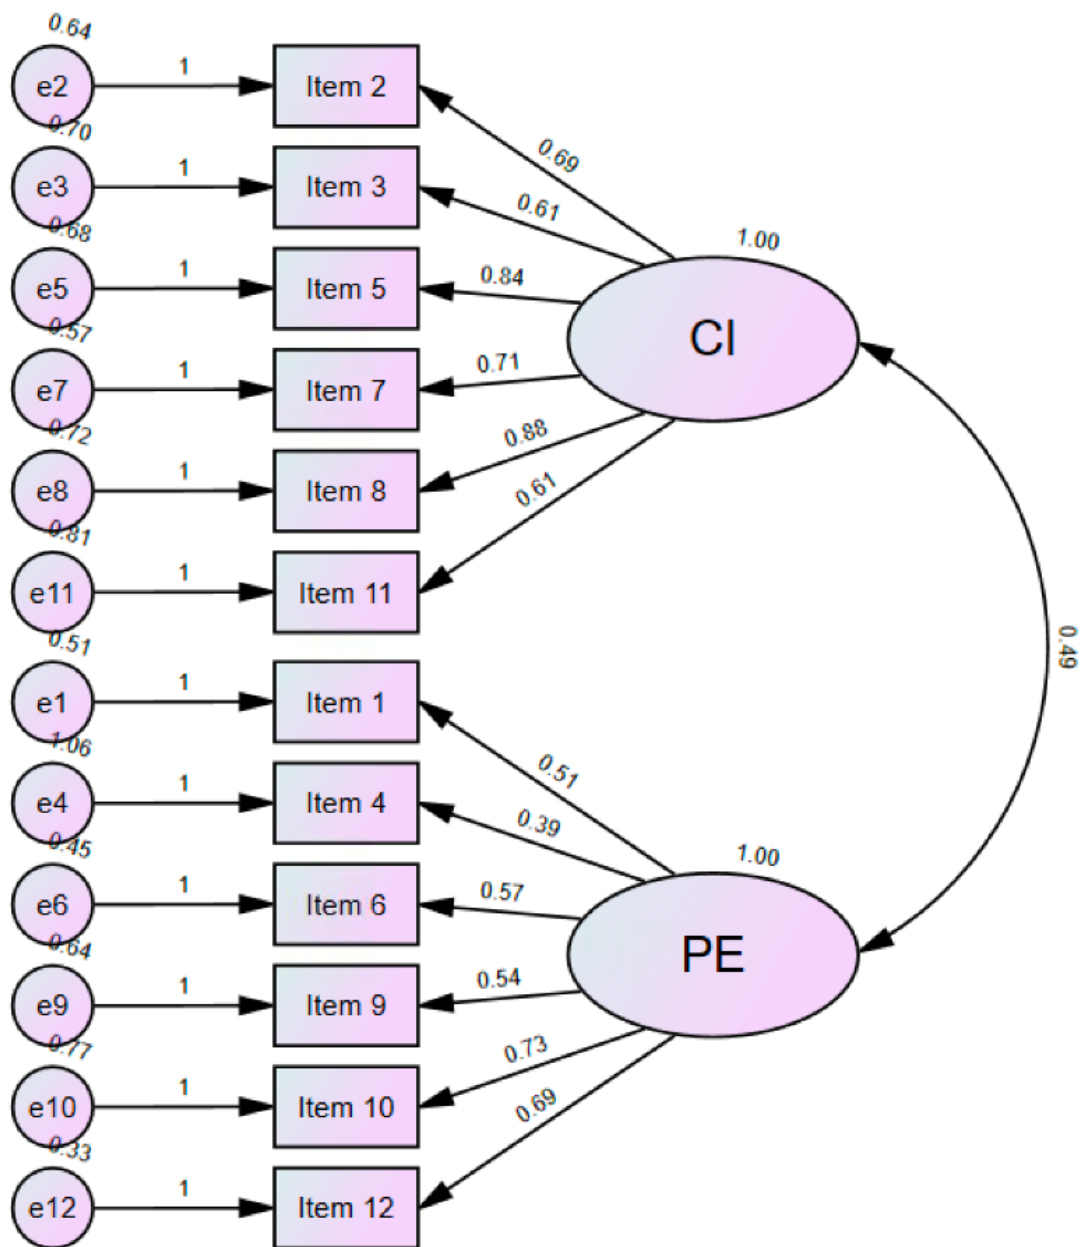 0.64
e2
1
Item 2
0.69
0.70
e3
1
Item 3
0.61
1.00
0.68
e5
1
Item 5
0.84
CI
0.57
e7
1
Item 7
0.71
0.72
e8
1
Item 8
0.88
0.81
e11
1
Item 11
0.61
0.49
0.51
e1
1
Item 1
0.51
1.06
e4
1
Item 4
0.39
1.00
0.45
e6
1
Item 6
0.57
PE
0.64
e9
1
Item 9
0.54
0.77
e10
1
Item 10
0.73
0.33
e12
1
Item 12
0.69